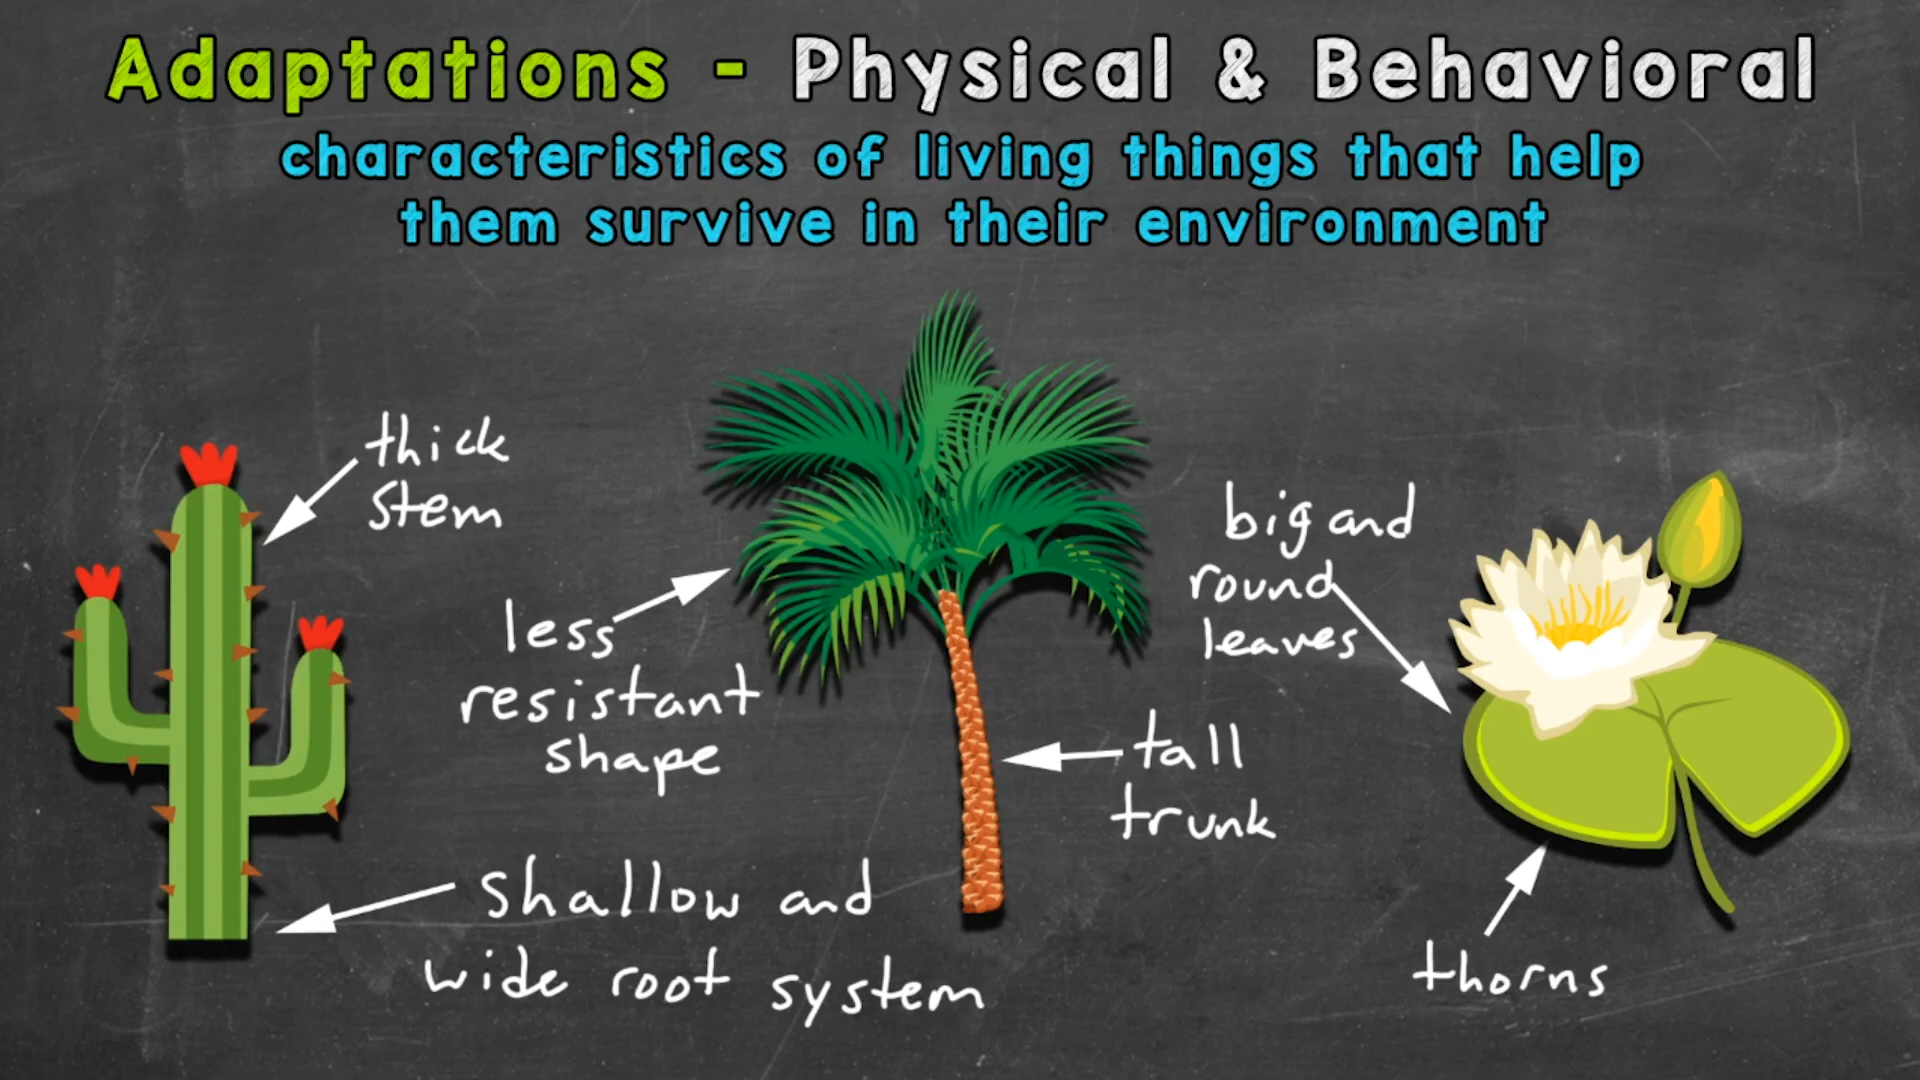 Adaptations - Physical & Behavioral
characteristics of living things that help
them survive in their environment
thick
stem
shallow and
wide root system
less
resistant
shape
tall
trunk
big and
round
leaves
thorns